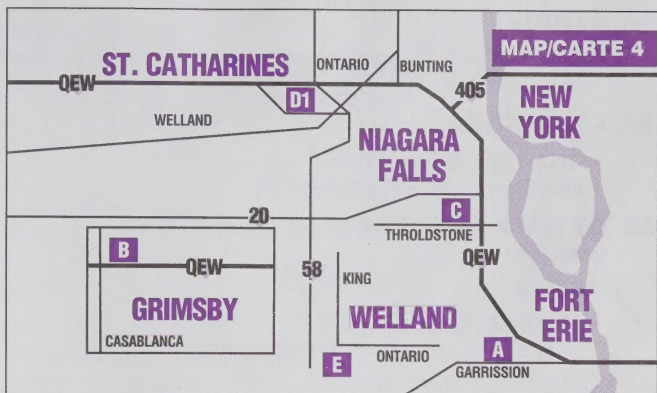 MAP/CARTE 4
ST. CATHARINES
ONTARIO
BUNTING
QEW
D1
405
NEW
YORK
WELLAND
NIAGARA
FALLS
20
C
THROLDSTONE
B
QEW
58
QEW
KING
GRIMSBY
WELLAND
FORT
ERIE
CASABLANCA
ONTARIO
A
E
GARRISSION